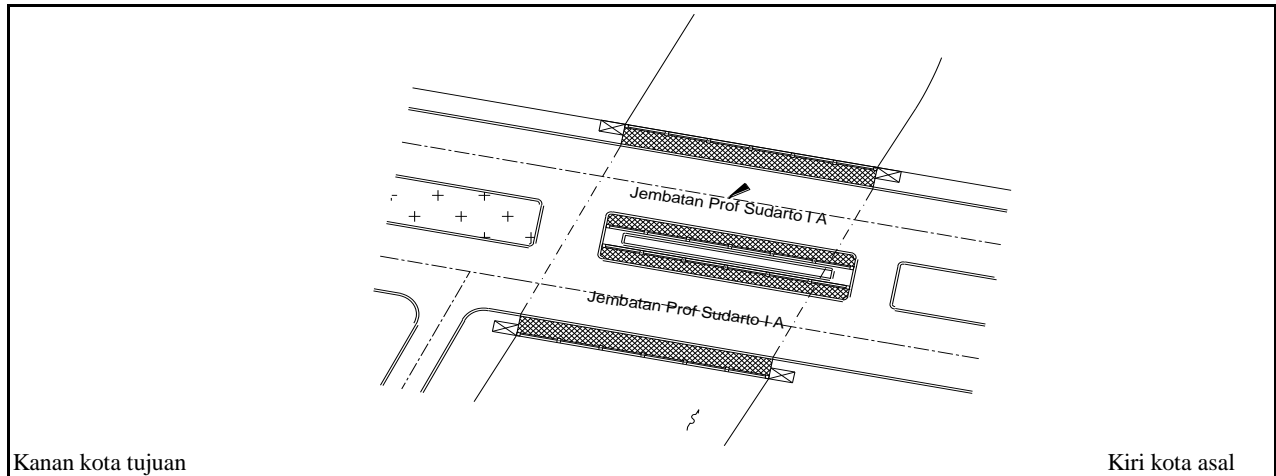 Jembatan Prof Sudarto I A
Jembatan Prof Sudarto I A
Kanan kota tujuan
Kiri kota asal